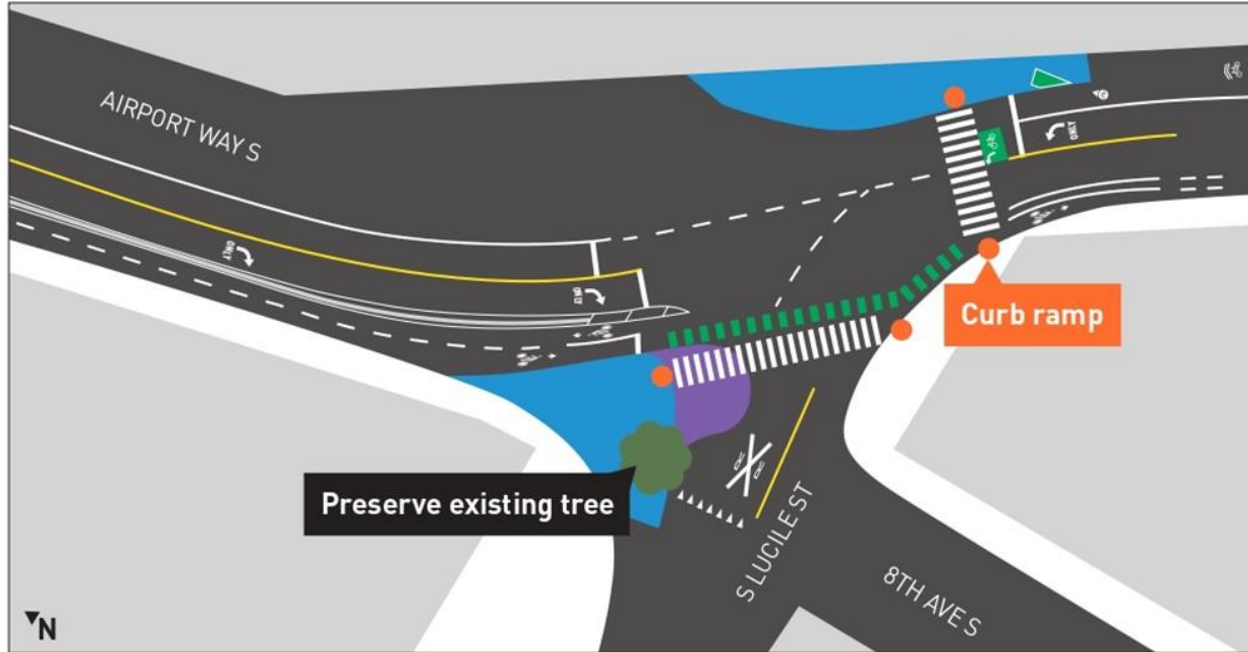 AIRPORT WAY S
ONLY
ONLY
ONLY
Curb ramp
Preserve existing tree
S LUCILE ST
8TH AVE S
N